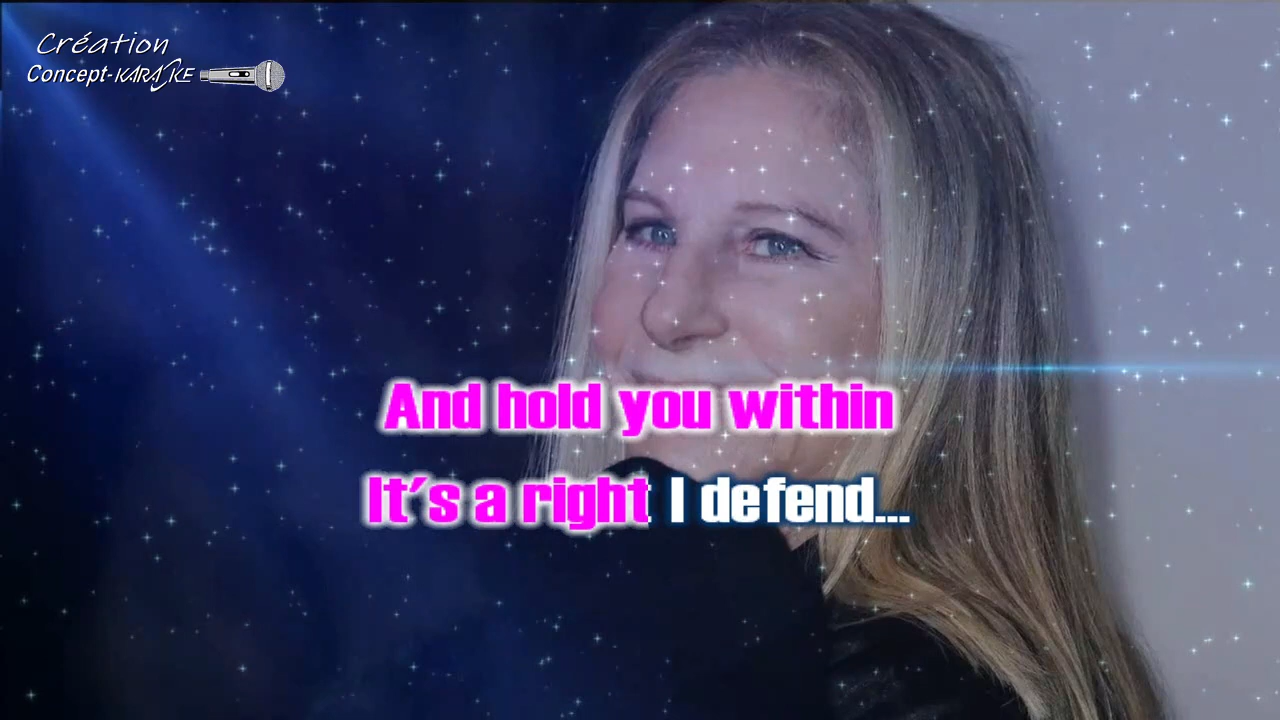 Création
Concept-KARAOKE
And hold you within
It's a right I defend...